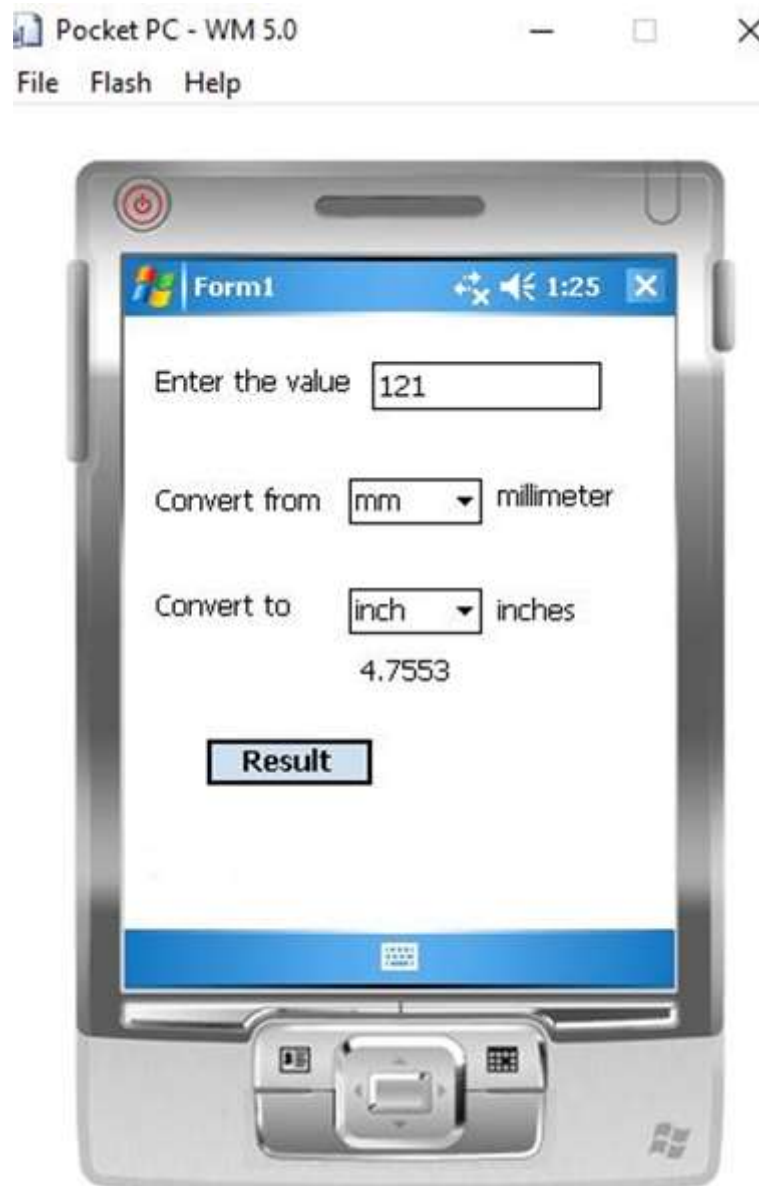 Pocket PC - WM 5.0
File Flash Help
Form1 1:25
Enter the value 121
Convert from mm millimeter
Convert to inch inches
4.7553
Result